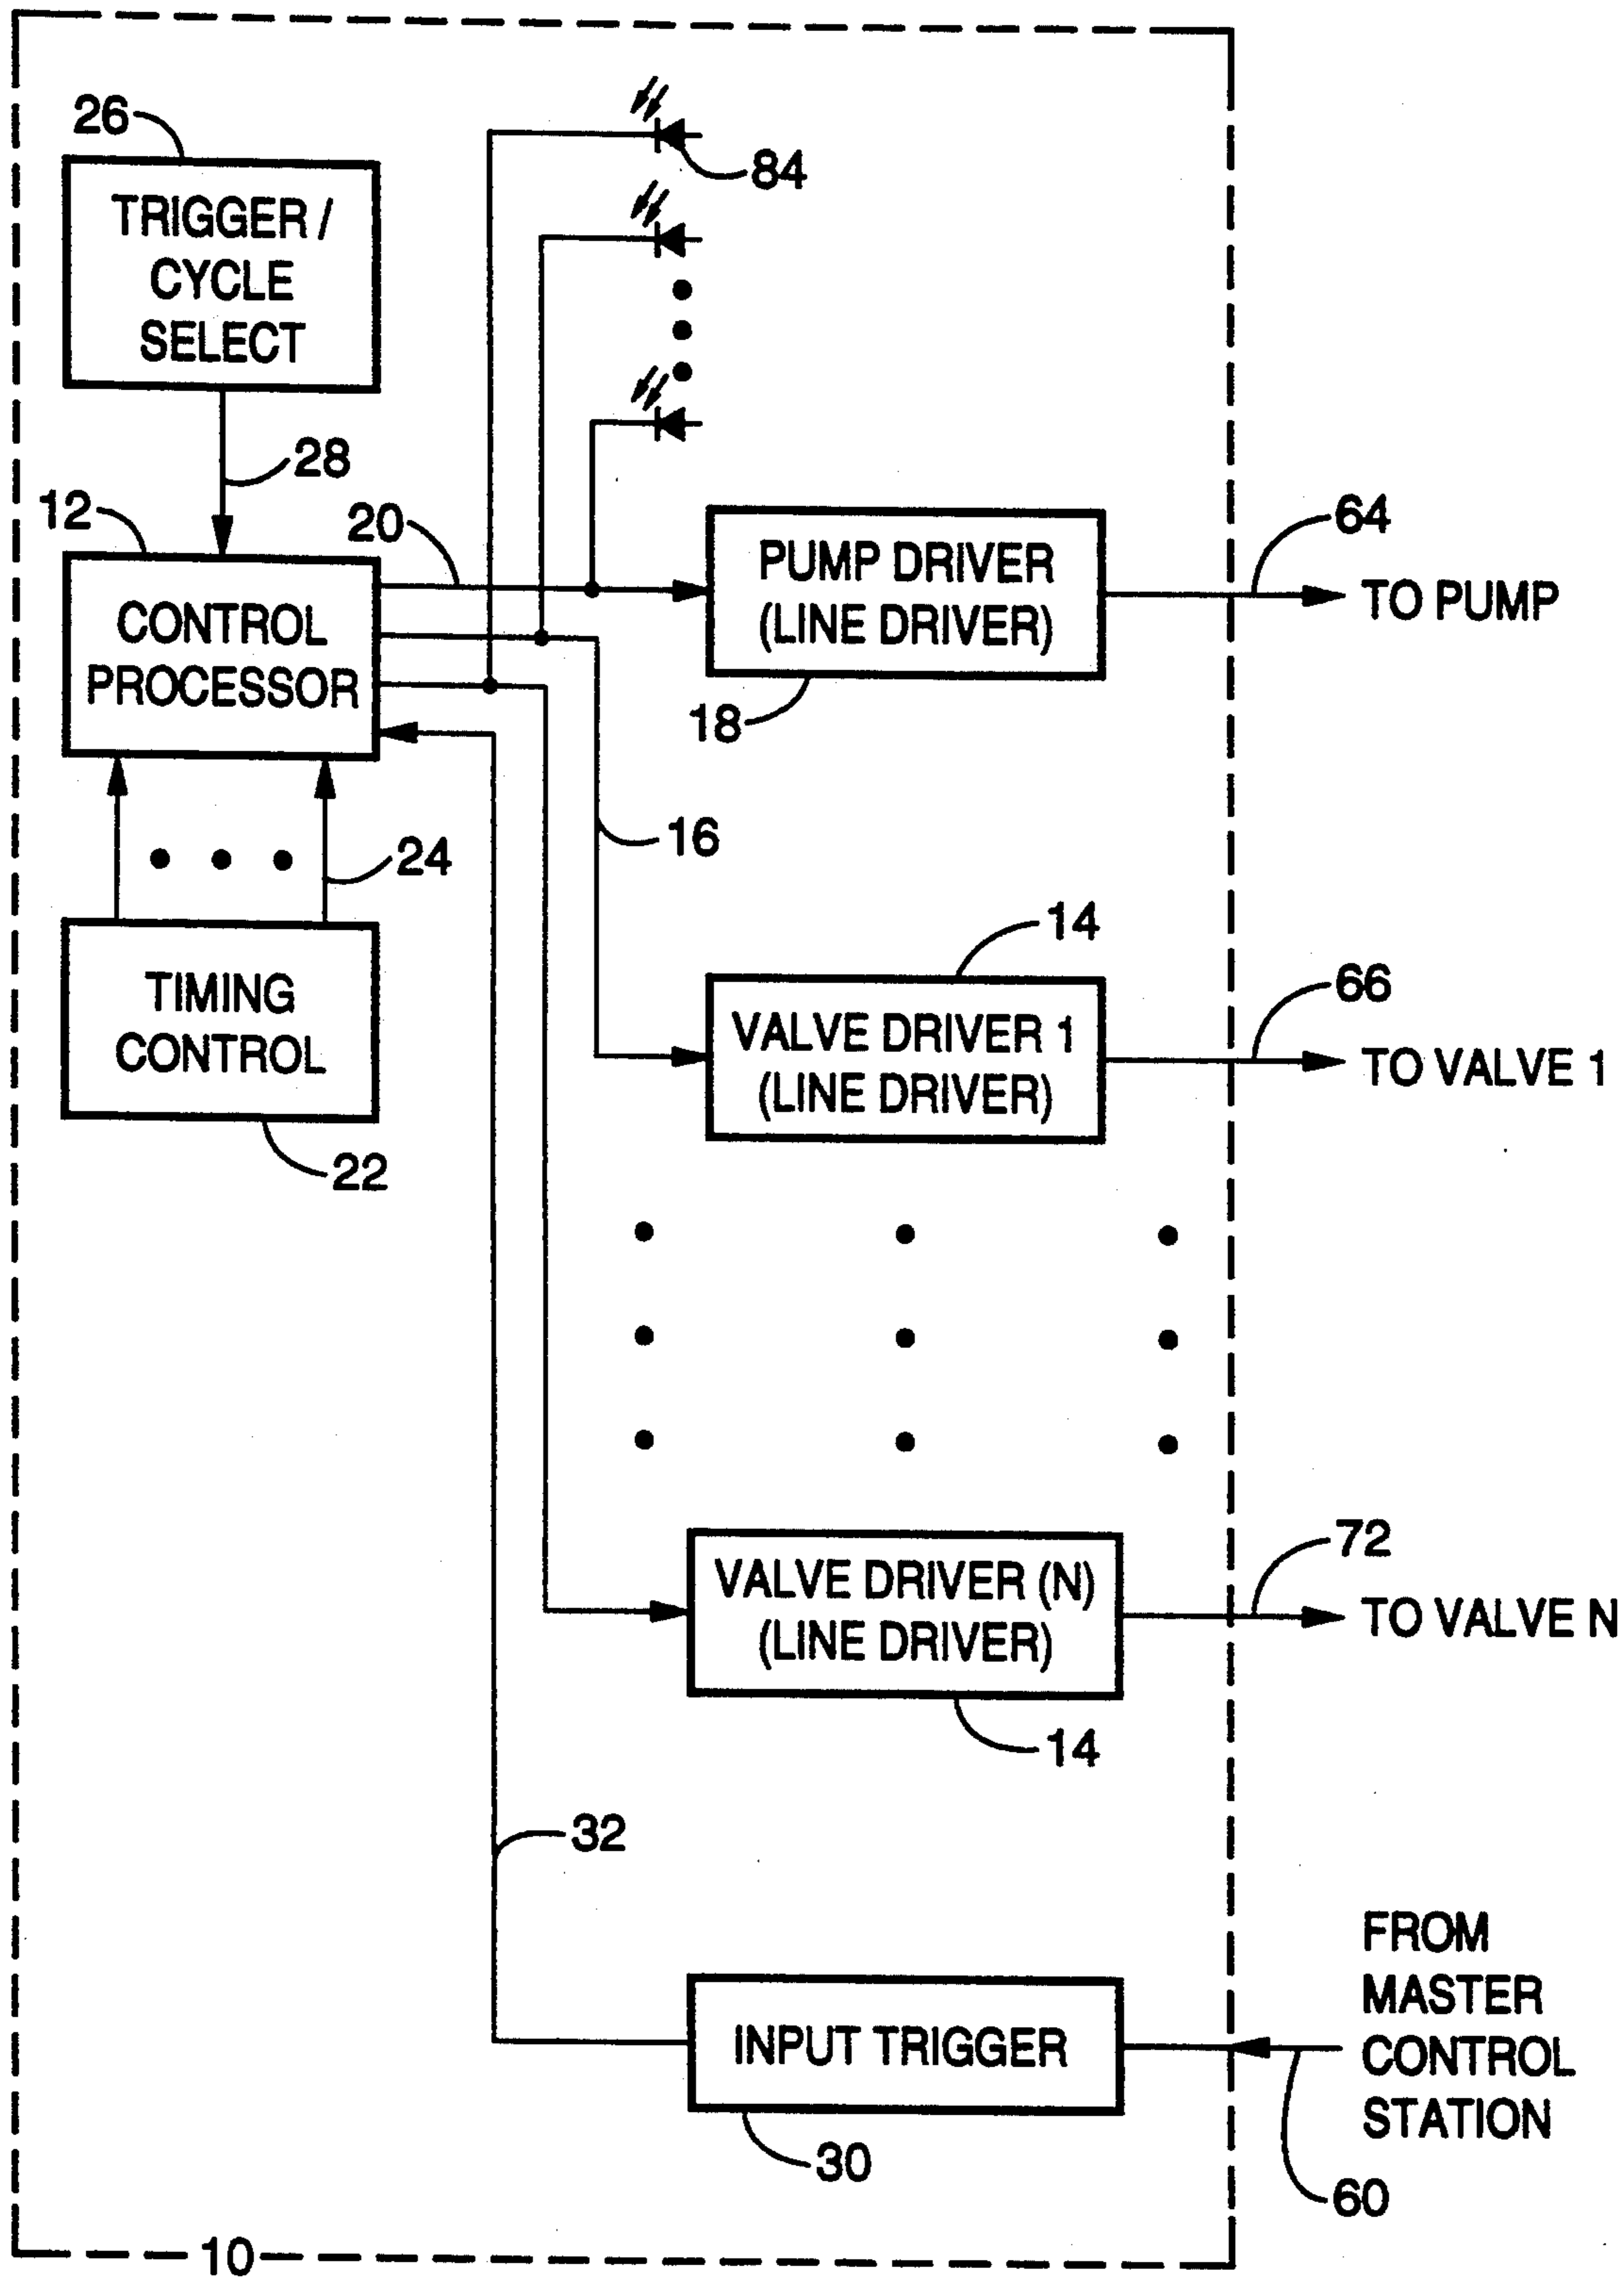 26
TRIGGER /
CYCLE
SELECT
84
28
12
20
CONTROL
PROCESSOR
PUMP DRIVER
(LINE DRIVER)
18
64
TO PUMP
16
24
TIMING
CONTROL
22
14
VALVE DRIVER 1
(LINE DRIVER)
66
TO VALVE 1
VALVE DRIVER (N)
(LINE DRIVER)
14
72
TO VALVE N
32
INPUT TRIGGER
30
FROM
MASTER
CONTROL
STATION
60
10